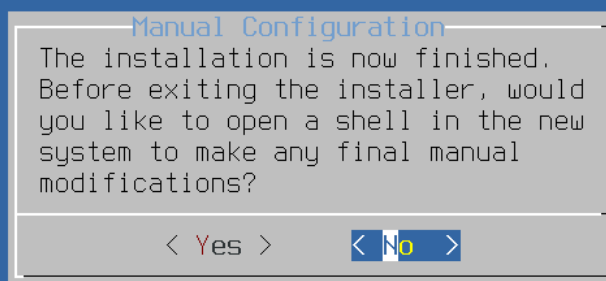 Manual Configuration
The installation is now finished.
Before exiting the installer, would
you like to open a shell in the new
system to make any final manual
modifications?
< Yes > < No >